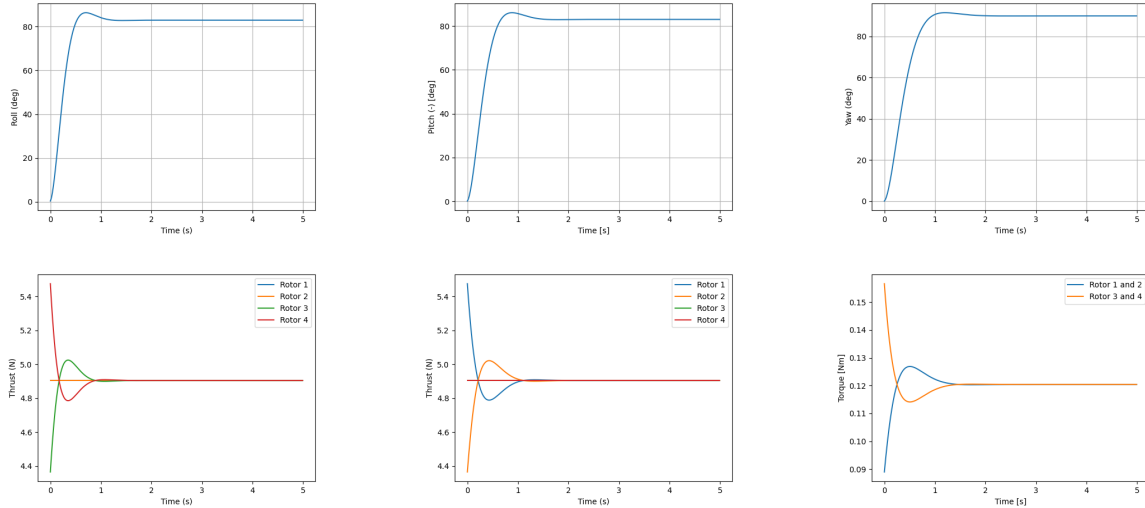 80
60
40
20
0
Roll (deg)
0 1 2 3 4 5
Time (s)
80
60
40
20
0
Pitch (-) [deg]
0 1 2 3 4 5
Time [s]
80
60
40
20
0
Yaw (deg)
0 1 2 3 4 5
Time (s)
5.4
5.2
5.0
4.8
4.6
4.4
Thrust (N)
Rotor 1
Rotor 2
Rotor 3
Rotor 4
0 1 2 3 4 5
Time (s)
5.4
5.2
5.0
4.8
4.6
4.4
Thrust (N)
Rotor 1
Rotor 2
Rotor 3
Rotor 4
0 1 2 3 4 5
Time (s)
0.15
0.14
0.13
0.12
0.11
0.10
0.09
Torque [Nm]
Rotor 1 and 2
Rotor 3 and 4
0 1 2 3 4 5
Time [s]